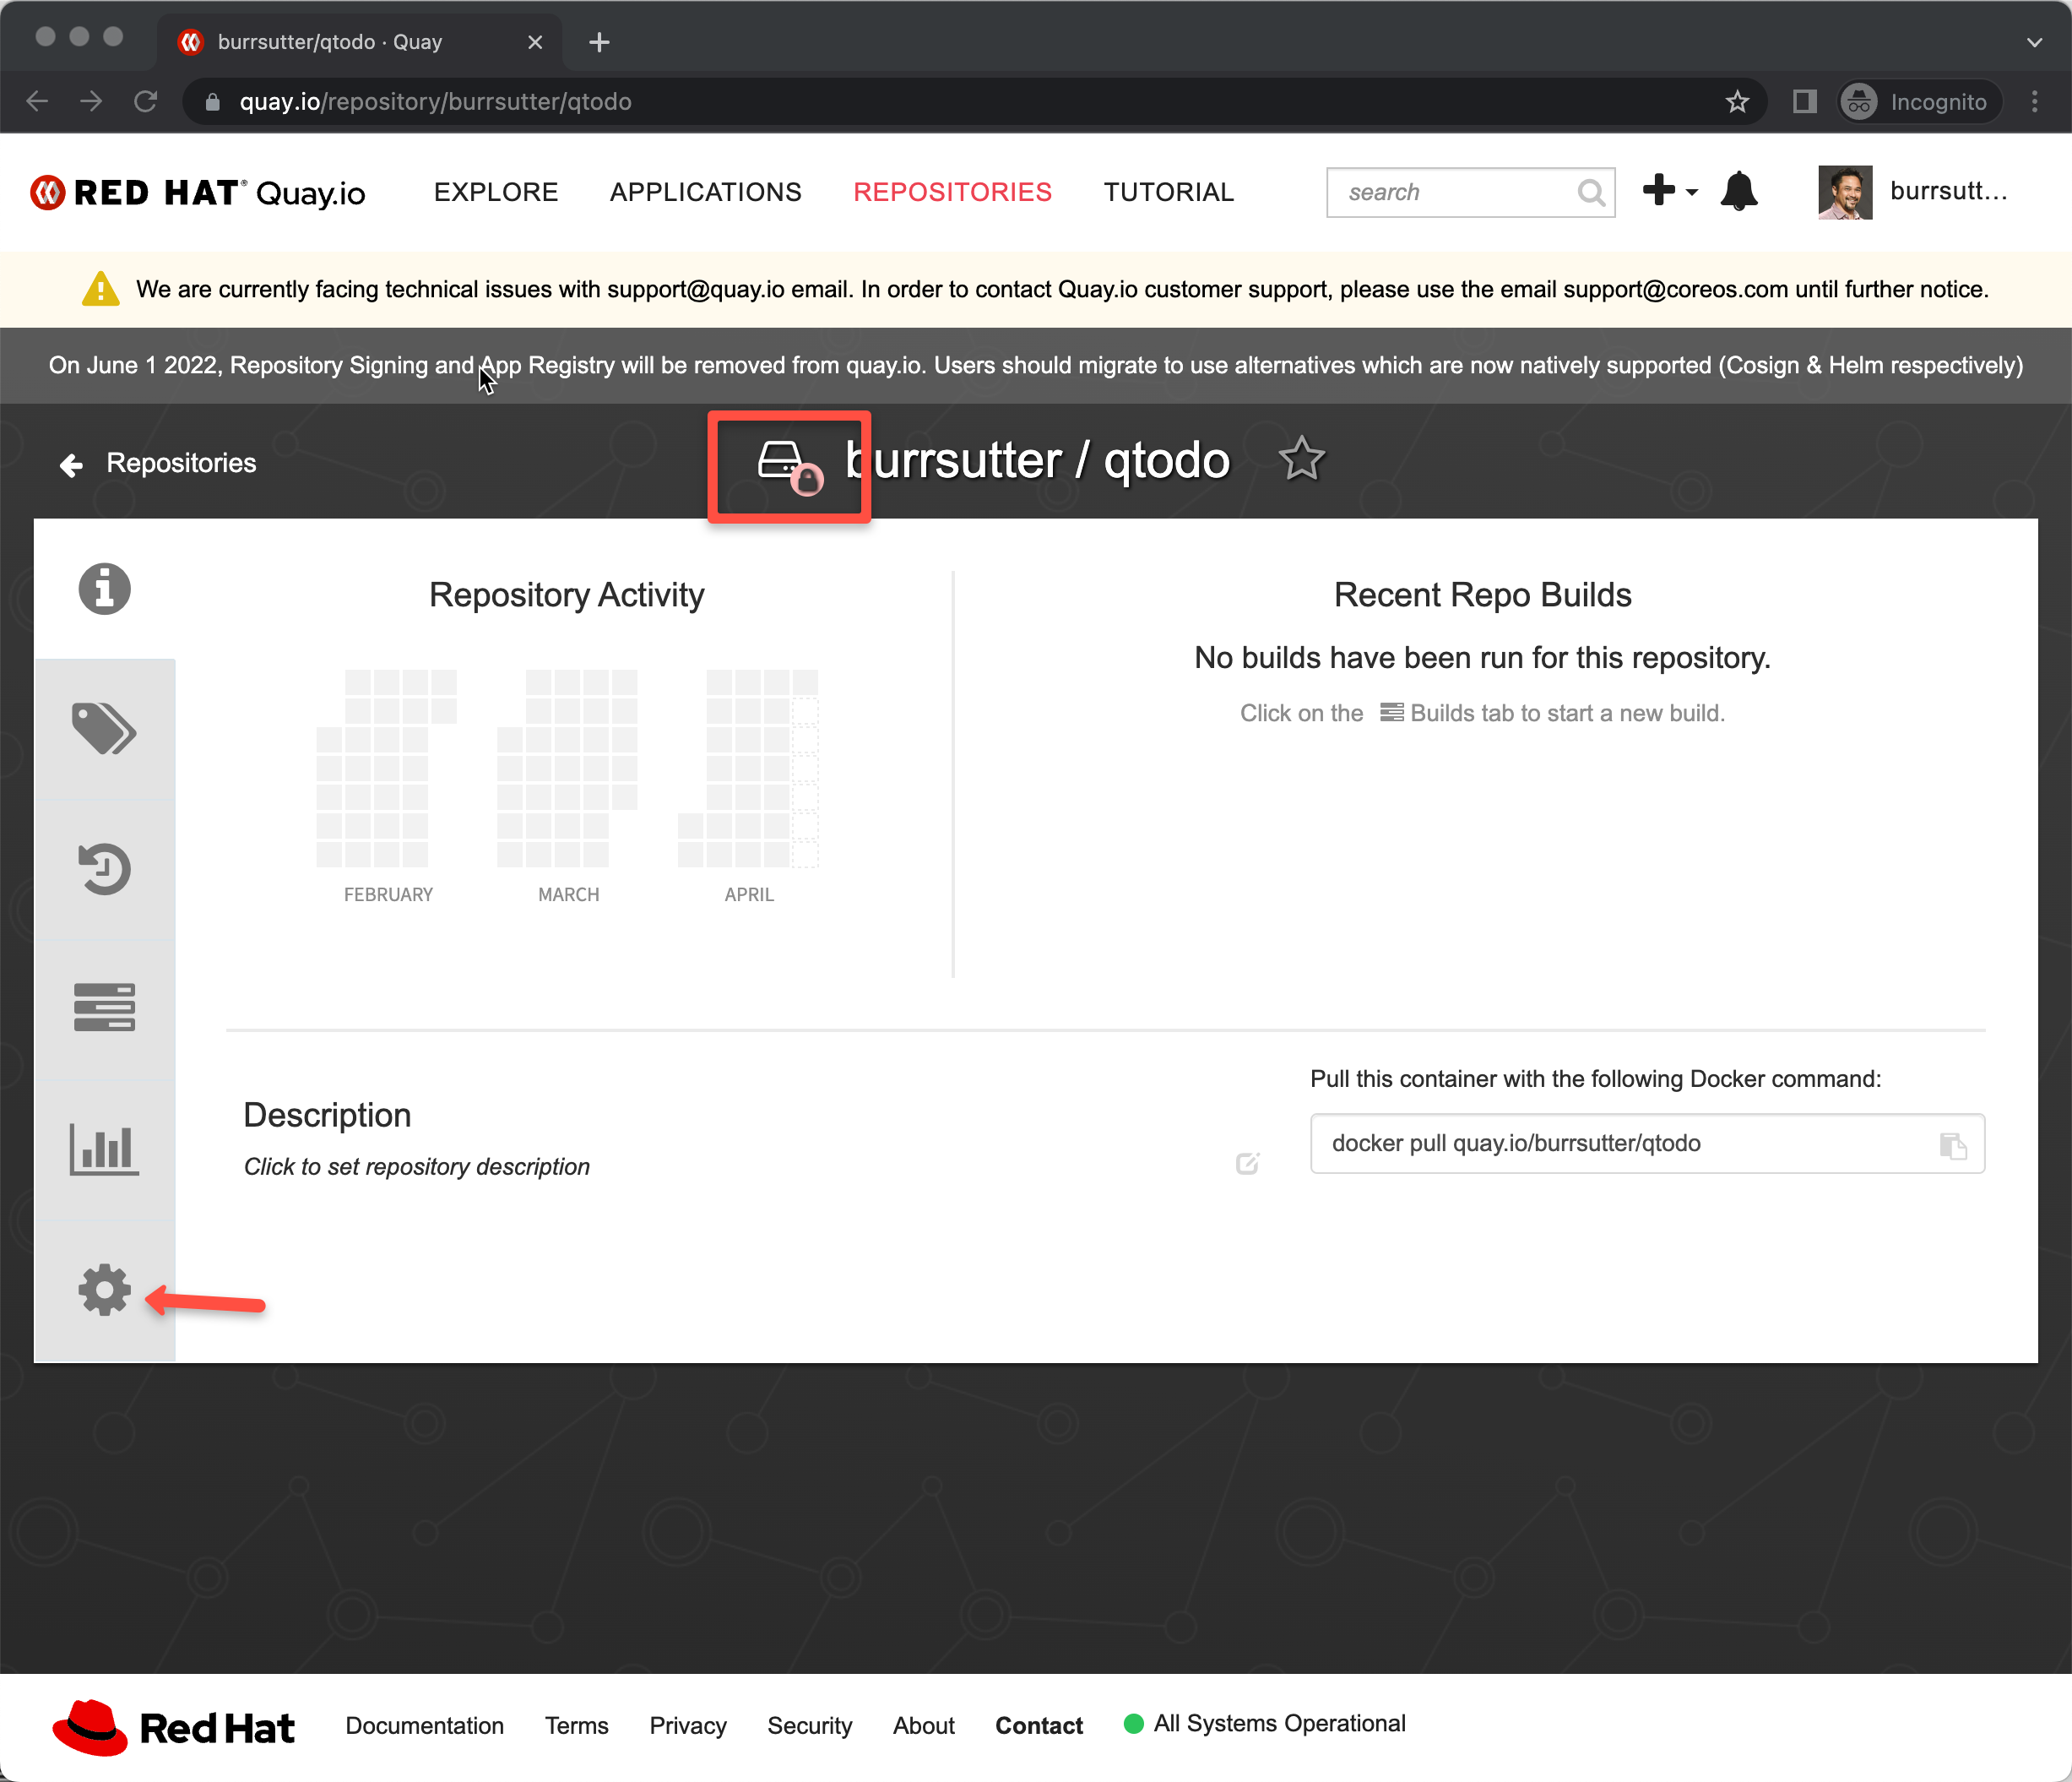 burrsutter/qtodo · Quay
quay.io/repository/burrsutter/qtodo
Incognito
RED HAT® Quay.io
EXPLORE
APPLICATIONS
REPOSITORIES
TUTORIAL
search
burrsutt...
We are currently facing technical issues with support@quay.io email. In order to contact Quay.io customer support, please use the email support@coreos.com until further notice.
On June 1 2022, Repository Signing and App Registry will be removed from quay.io. Users should migrate to use alternatives which are now natively supported (Cosign & Helm respectively)
Repositories
burrsutter / qtodo
Repository Activity
FEBRUARY
MARCH
APRIL
Recent Repo Builds
No builds have been run for this repository.
Click on the Builds tab to start a new build.
Description
Click to set repository description
Pull this container with the following Docker command:
docker pull quay.io/burrsutter/qtodo
Red Hat
Documentation
Terms
Privacy
Security
About
Contact
All Systems Operational